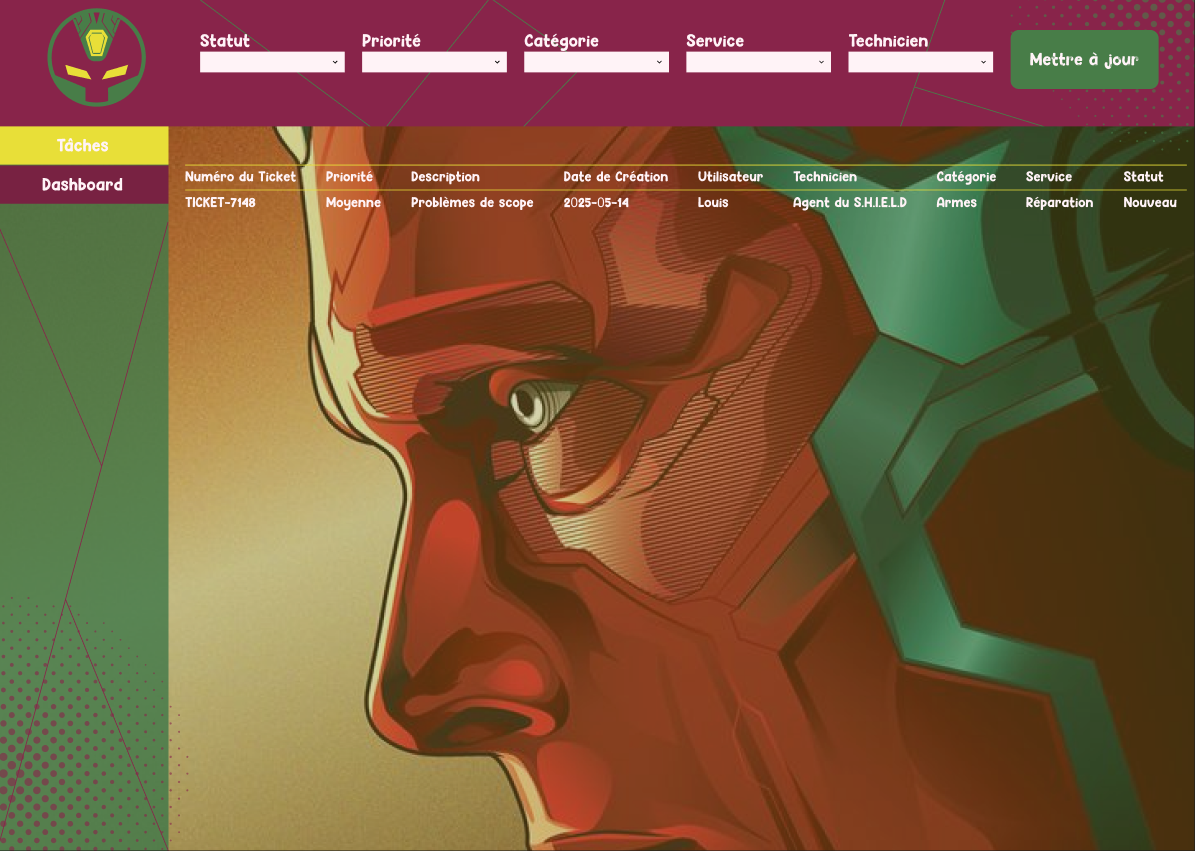 Statut Priorité Catégorie Service Technicien
Mettre à jour
Tâches
Dashboard
Numéro du Ticket Priorité Description Date de Création Utilisateur Technicien Catégorie Service Statut
TICKET-7148 Moyenne Problèmes de scope 2025-05-14 Louis Agent du S.H.I.E.L.D Armes Réparation Nouveau